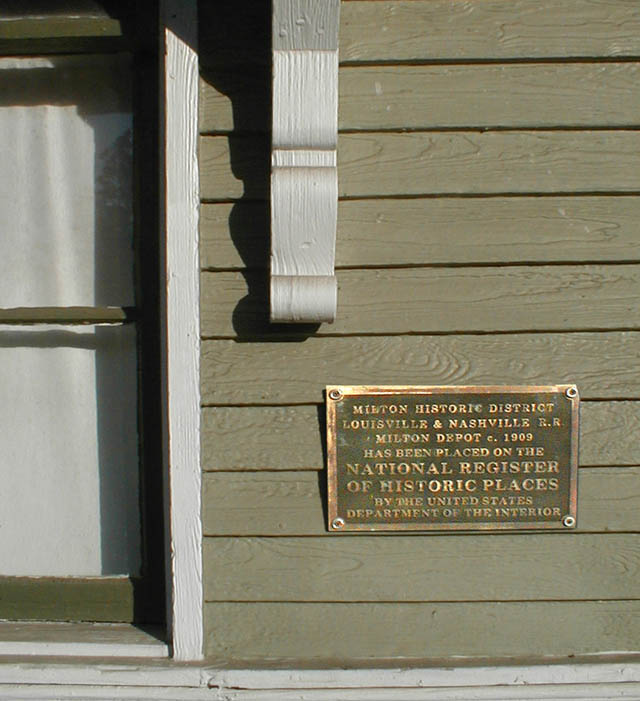 MILTON HISTORIC DISTRICT
LOUISVILLE & NASHVILLE R.R.
MILTON DEPOT c. 1909
HAS BEEN PLACED ON THE
NATIONAL REGISTER
OF HISTORIC PLACES
BY THE UNITED STATES
DEPARTMENT OF THE INTERIOR